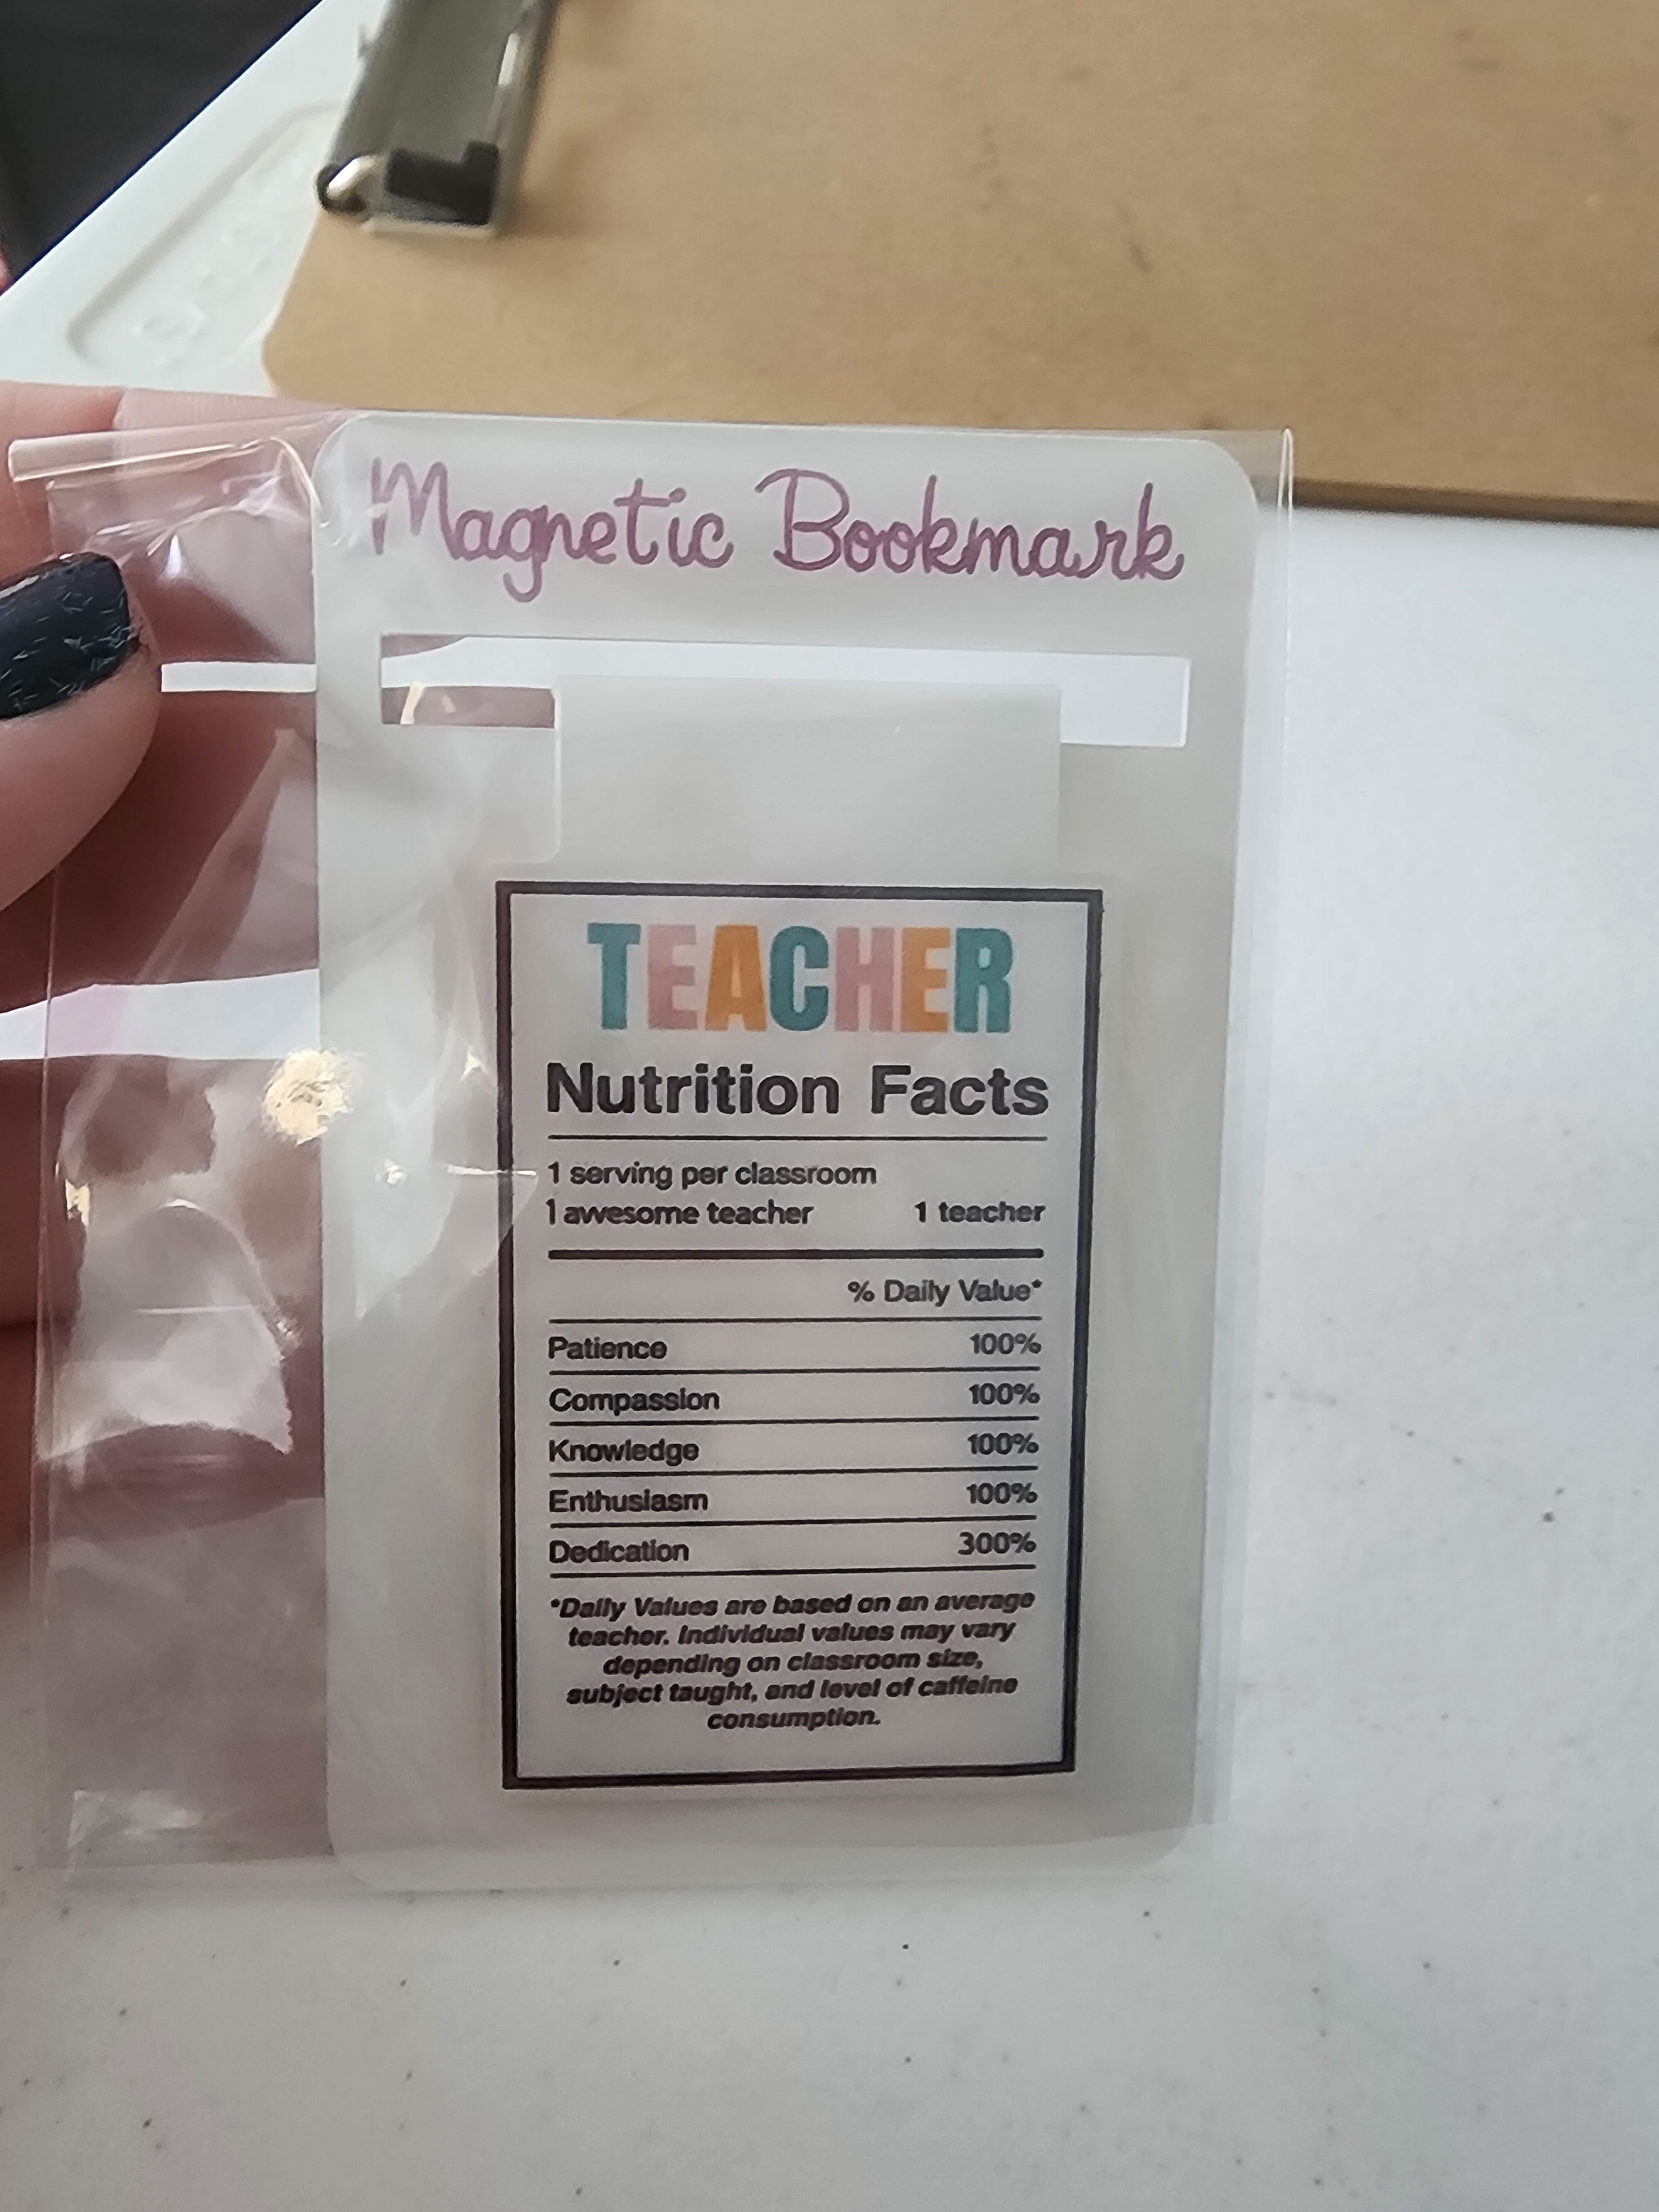 Magnetic Bookmark
TEACHER
Nutrition Facts
1 serving per classroom
1 awesome teacher 1 teacher
% Daily Value*
Patience 100%
Compassion 100%
Knowledge 100%
Enthusiasm 100%
Dedication 300%
*Daily Values are based on an average
teacher. Individual values may vary
depending on classroom size,
subject taught, and level of caffeine
consumption.